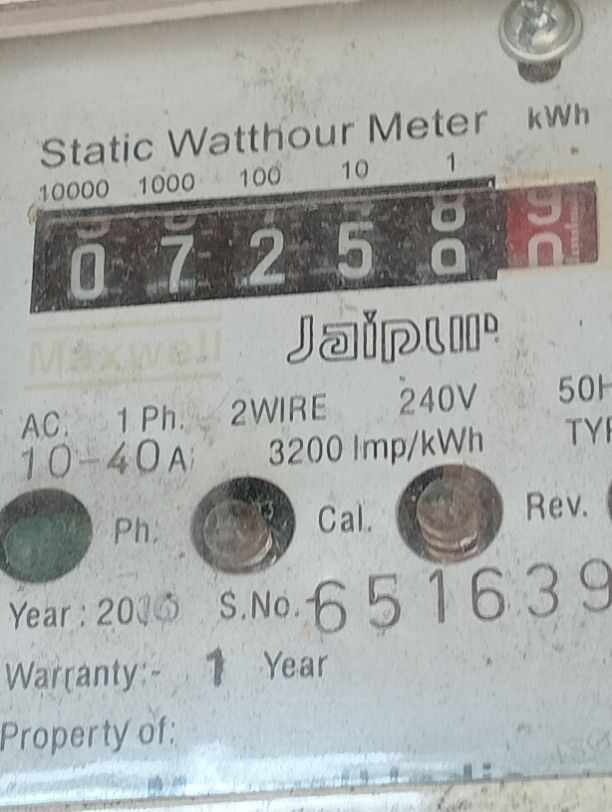 Static Watthour Meter kWh
10000 1000 100 10 1
0 7 2 5
Maxwell
Jaipur
AC. 1 Ph. 2WIRE 240V
10-40A 3200 Imp/kWh
Ph. Cal. Rev.
Year : S.No. 651639
Warranty:- 1 Year
Property of: